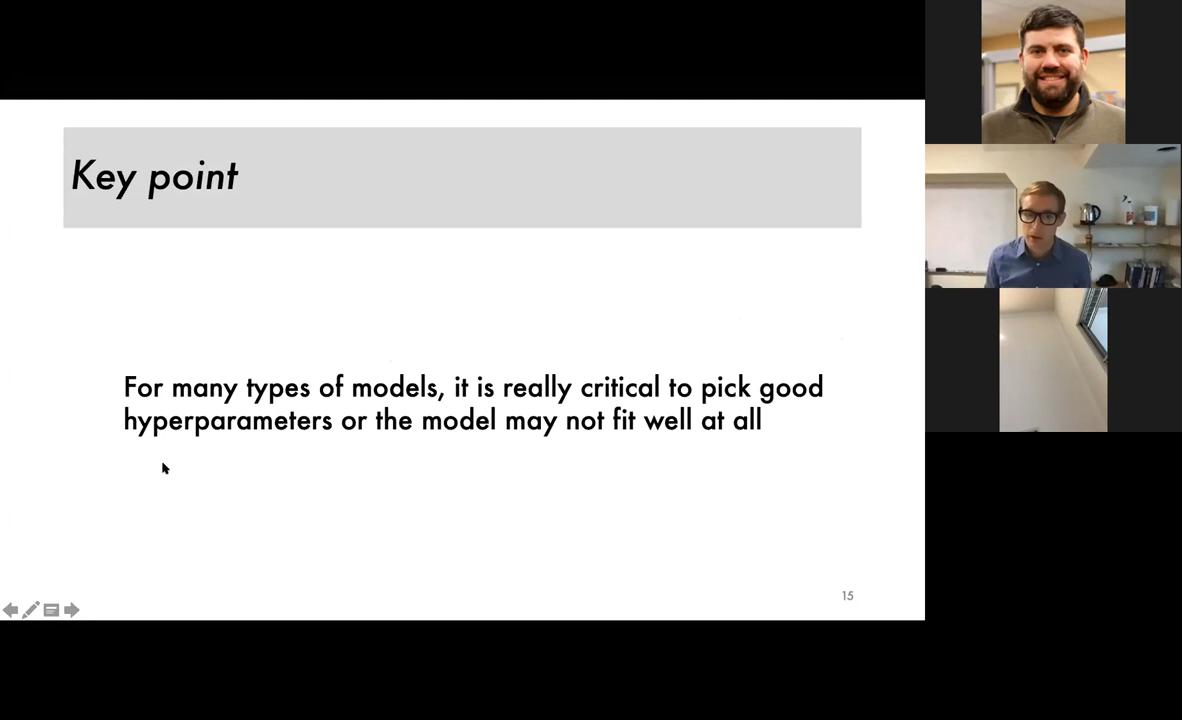 Key point
For many types of models, it is really critical to pick good
hyperparameters or the model may not fit well at all
15